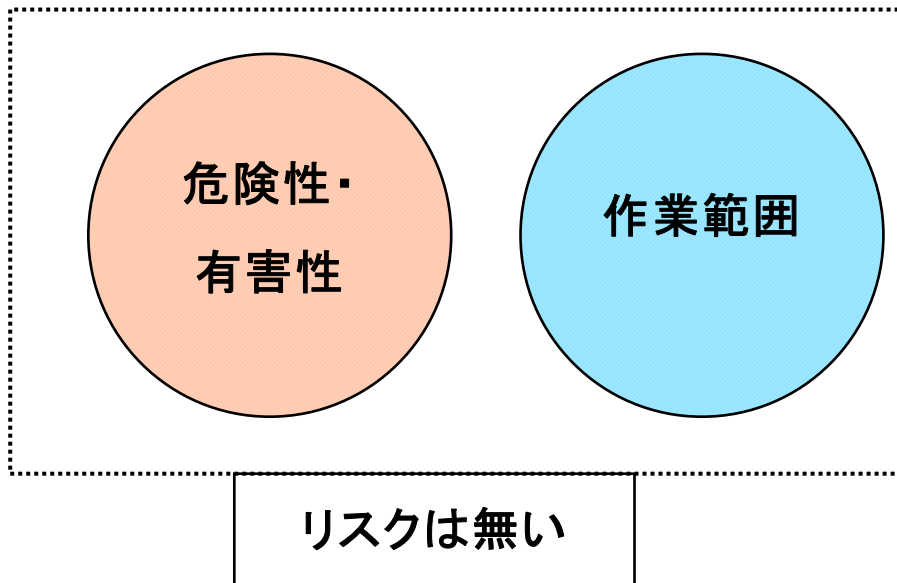 危険性・
有害性
作業範囲
リスクは無い